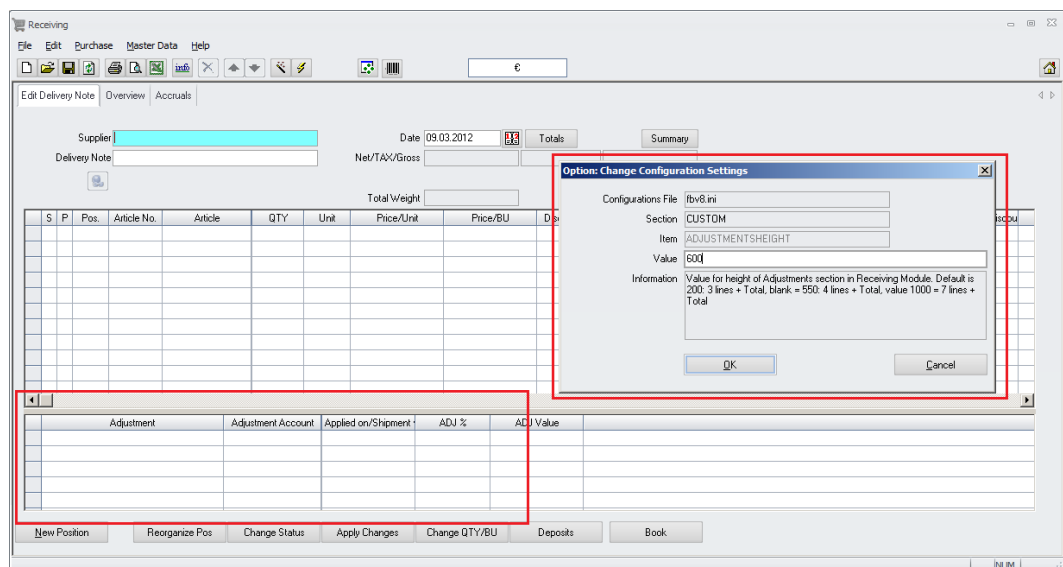 Receiving
File Edit Purchase Master Data Help
info €
Edit Delivery Note Overview Accruals
Supplier Date 09.03.2012 Totals Summary
Delivery Note Net/TAX/Gross
Total Weight
S P Pos. Article No. Article QTY Unit Price/Unit Price/BU
Option: Change Configuration Settings
Configurations File fbv8.ini
Section CUSTOM
Item ADJUSTMENTSHEIGHT
Value 600
Information Value for height of Adjustments section in Receiving Module. Default is
200: 3 lines + Total, blank = 550: 4 lines + Total, value 1000 = 7 lines +
Total
OK Cancel
Adjustment Adjustment Account Applied on/Shipment ADJ % ADJ Value
New Position Reorganize Pos Change Status Apply Changes Change QTY/BU Deposits Book
NUM